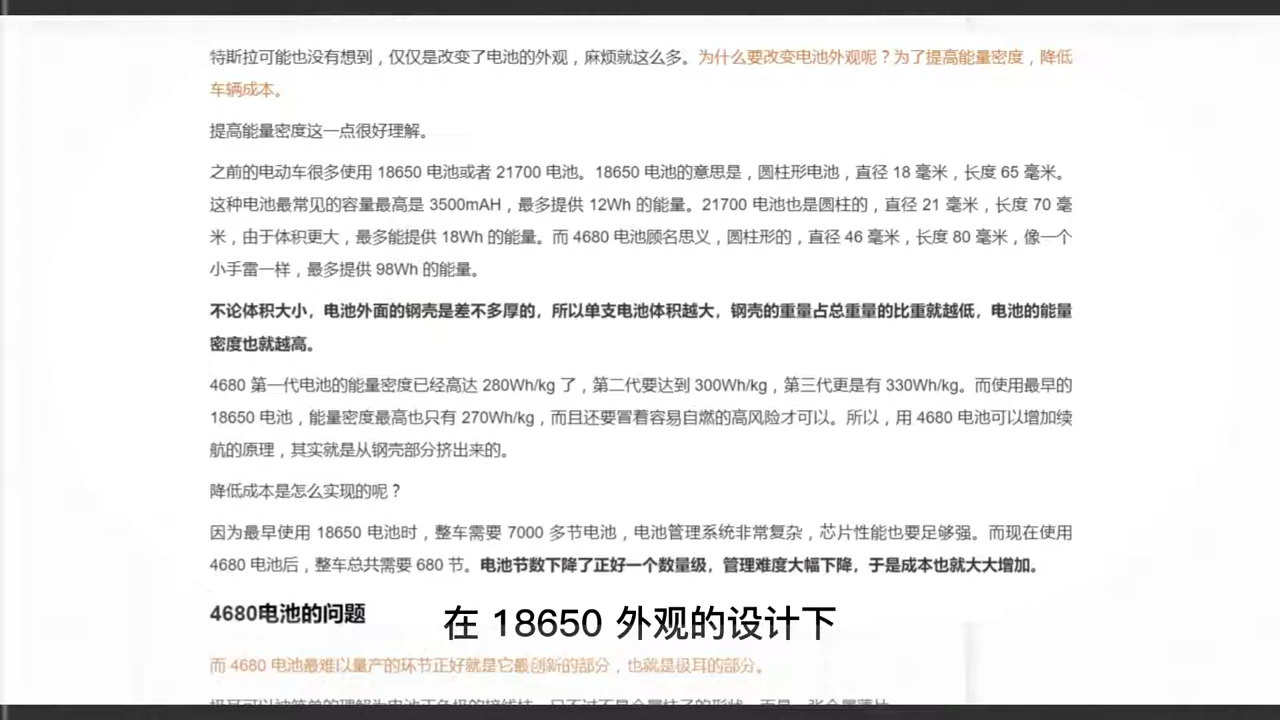 特斯拉可能也没有想到，仅仅是改变了电池的外观，麻烦就这么多。为什么要改变电池外观呢？为了提高能量密度，降低
车辆成本。
提高能量密度这一点很好理解。
之前的电动车很多使用 18650 电池或者 21700 电池。18650 电池的意思是，圆柱形电池，直径 18 毫米，长度 65 毫米。
这种电池最常见的容量最高是 3500mAH，最多提供 12Wh 的能量。21700 电池也是圆柱的，直径 21 毫米，长度 70 毫
米，由于体积更大，最多能提供 18Wh 的能量。而 4680 电池顾名思义，圆柱形的，直径 46 毫米，长度 80 毫米，像一个
小手雷一样，最多提供 98Wh 的能量。
不论体积大小，电池外面的钢壳是差不多厚的，所以单支电池体积越大，钢壳的重量占总重量的比重就越低，电池的能量
密度也就越高。
4680 第一代电池的能量密度已经高达 280Wh/kg 了，第二代要达到 300Wh/kg，第三代更是有 330Wh/kg。而使用最早的
18650 电池，能量密度最高也只有 270Wh/kg，而且还要冒着容易自燃的高风险才可以。所以，用 4680 电池可以增加续
航的原理，其实就是从钢壳部分挤出来的。
降低成本是怎么实现的呢？
因为最早使用 18650 电池时，整车需要 7000 多节电池，电池管理系统非常复杂，芯片性能也要足够强。而现在使用
4680 电池后，整车总共需要 680 节。电池节数下降了正好一个数量级，管理难度大幅下降，于是成本也就大大增加。
4680电池的问题
在 18650 外观的设计下
而 4680 电池最难以量产的环节正好就是它最创新的部分，也就是极耳的部分。